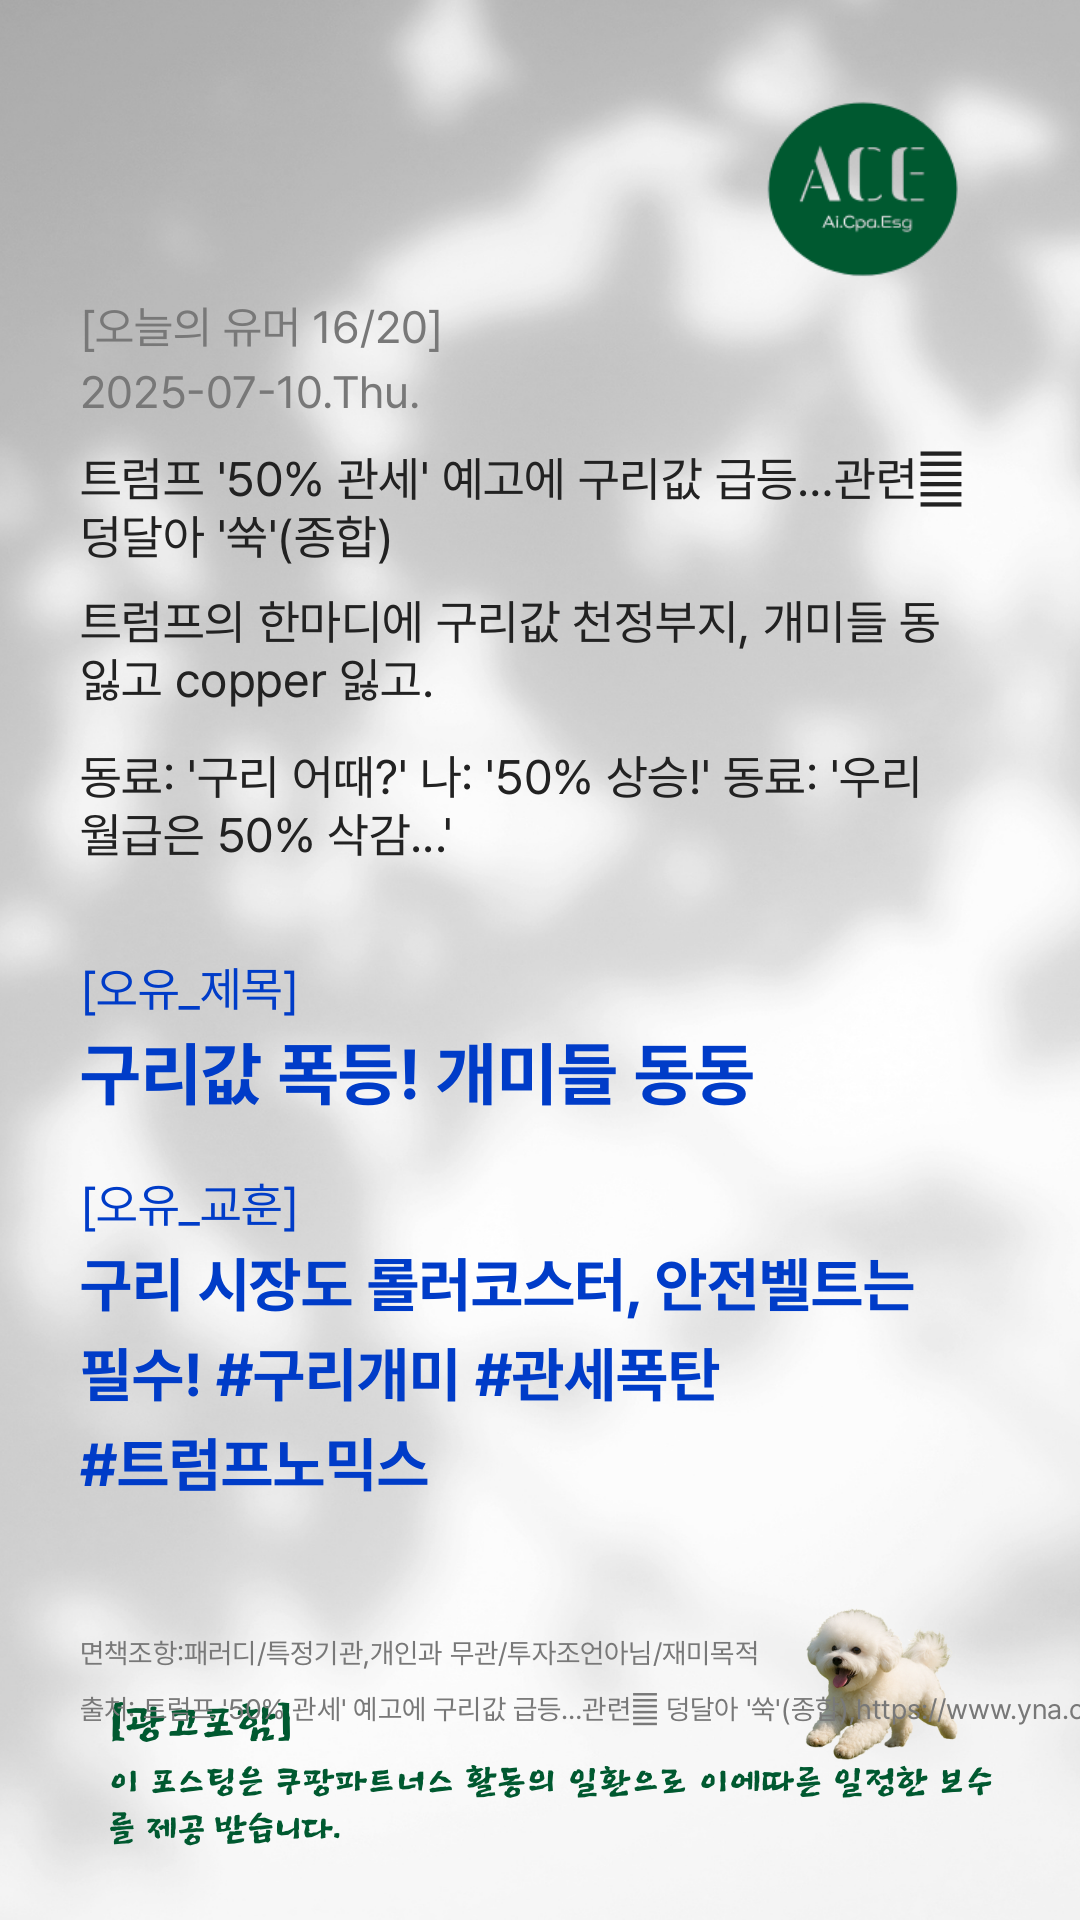 ACE
Ai.Cpa.Esg
[오늘의 유머 16/20]
2025-07-10.Thu.
트럼프 '50% 관세' 예고에 구리값 급등…관련䷀
덩달아 '쑥'(종합)
트럼프의 한마디에 구리값 천정부지, 개미들 동
잃고 copper 잃고.
동료: '구리 어때?' 나: '50% 상승!' 동료: '우리
월급은 50% 삭감…'
[오유_제목]
구리값 폭등! 개미들 동동
[오유_교훈]
구리 시장도 롤러코스터, 안전벨트는
필수! #구리개미 #관세폭탄
#트럼프노믹스
면책조항:패러디/특정기관,개인과 무관/투자조언아님/재미목적
출처: 트럼프 '50% 관세' 예고에 구리값 급등…관련䷀ 덩달아 '쑥'(종합) https://www.yna.c
[광고포함]
이 포스팅은 쿠팡파트너스 활동의 일환으로 이에따른 일정한 보수
를 제공 받습니다.